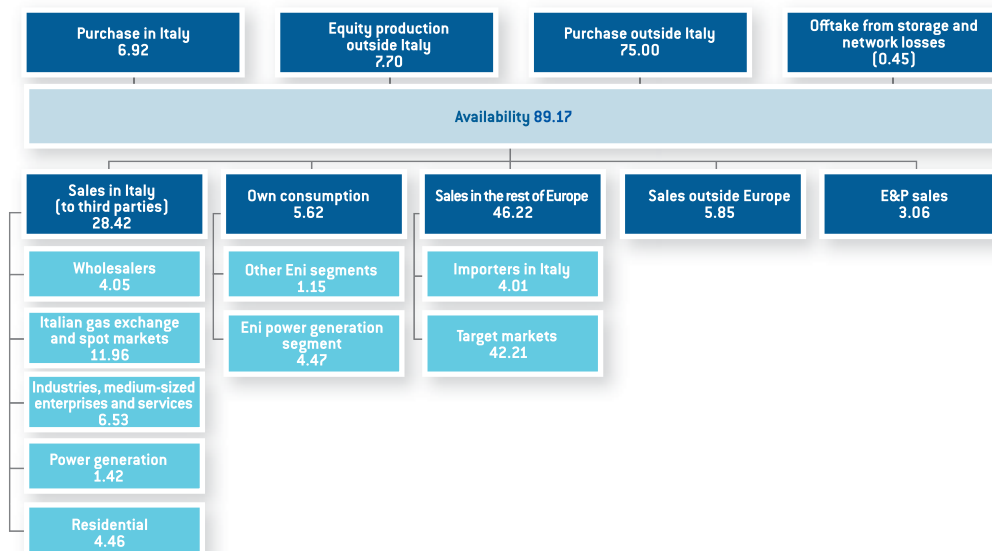 Purchase in Italy
6.92
Equity production
outside Italy
7.70
Purchase outside Italy
75.00
Offtake from storage and
network losses
(0.45)
Availability 89.17
Sales in Italy
(to third parties)
28.42
Own consumption
5.62
Sales in the rest of Europe
46.22
Sales outside Europe
5.85
E&P sales
3.06
Wholesalers
4.05
Other Eni segments
1.15
Importers in Italy
4.01
Italian gas exchange
and spot markets
11.96
Eni power generation
segment
4.47
Target markets
42.21
Industries, medium-sized
enterprises and services
6.53
Power generation
1.42
Residential
4.46